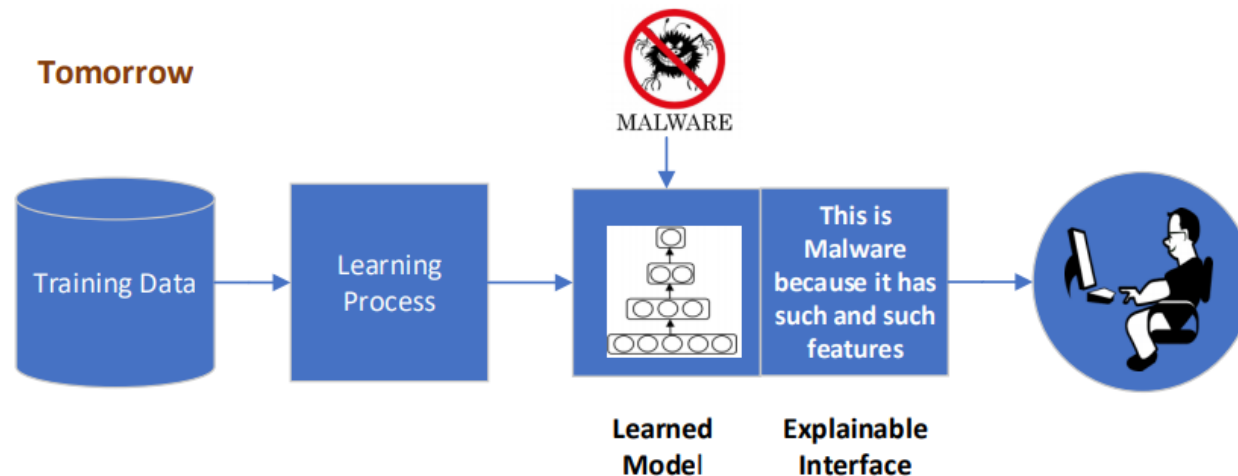 Tomorrow
MALWARE
Training Data
Learning
Process
This is
Malware
because it has
such and such
features
Learned
Model
Explainable
Interface